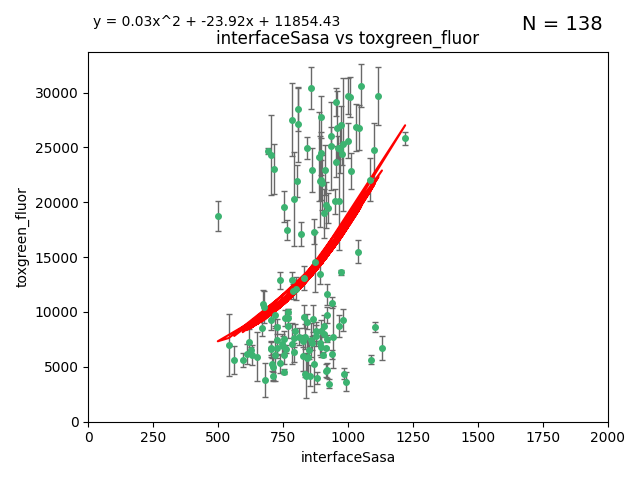 y = 0.03x^2 + -23.92x + 11854.43
N = 138
interfaceSasa vs toxgreen_fluor
30000
25000
20000
15000
10000
5000
0
toxgreen_fluor
0 250 500 750 1000 1250 1500 1750 2000
interfaceSasa